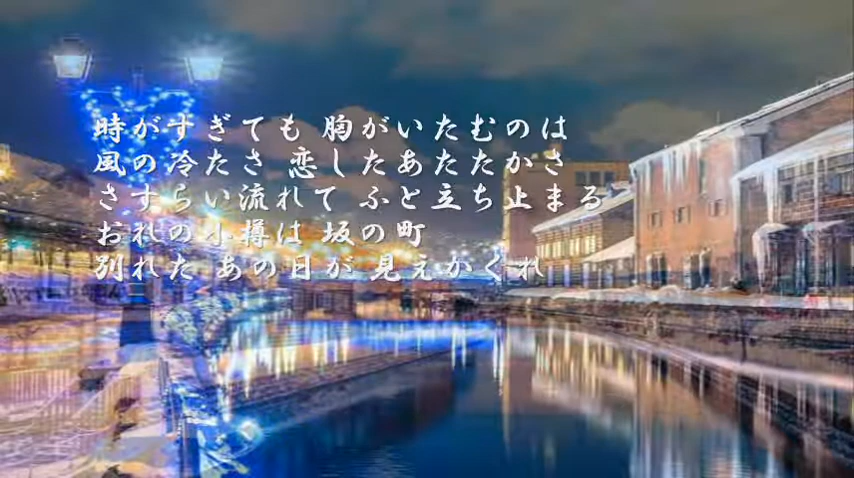 時がすぎても 胸がいたむのは
風の冷たさ 恋したあたたかさ
さすらい流れて ふと立ち止まる
お礼の小樽は 坂の町
別れた あの日が 見えかくれ